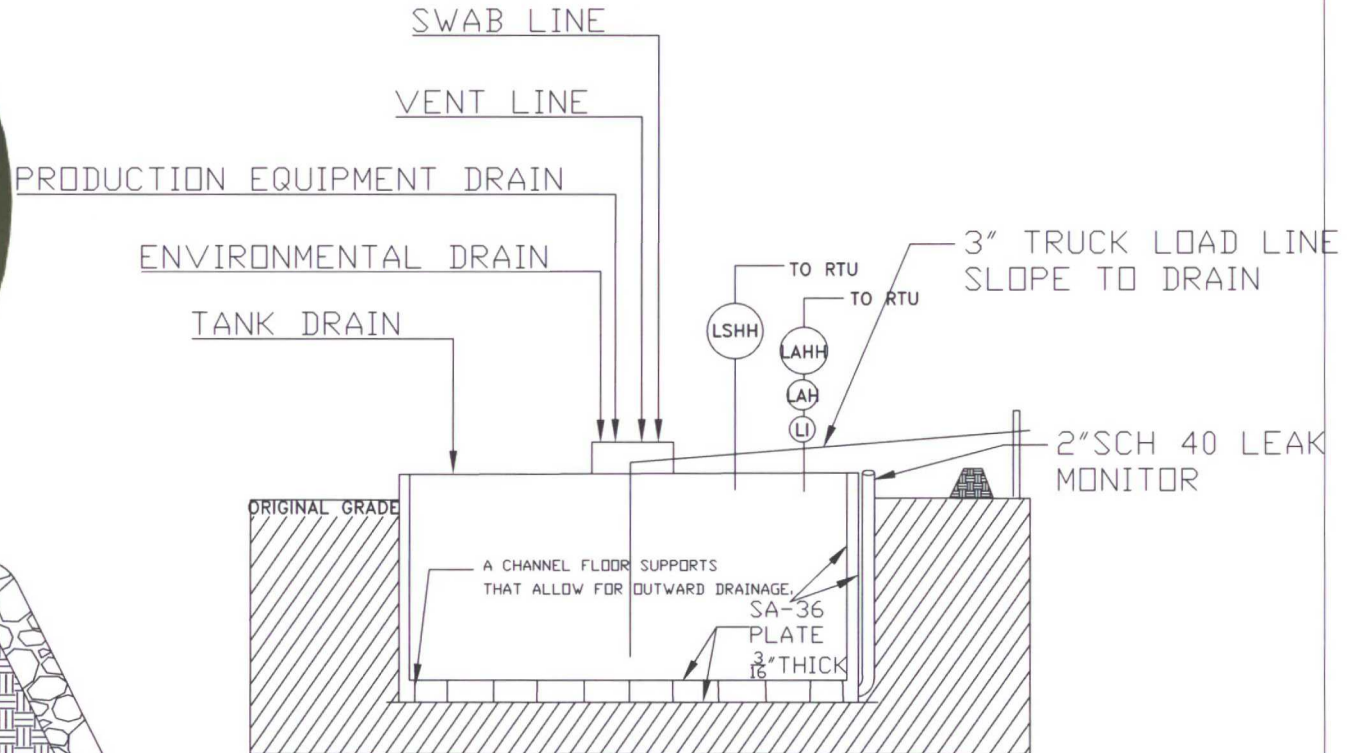 SWAB LINE
VENT LINE
PRODUCTION EQUIPMENT DRAIN
ENVIRONMENTAL DRAIN
TANK DRAIN
TO RTU
TO RTU
3" TRUCK LOAD LINE
SLOPE TO DRAIN
LSHH
LAHH
LAH
LI
2"SCH 40 LEAK
MONITOR
ORIGINAL GRADE
A CHANNEL FLOOR SUPPORTS
THAT ALLOW FOR OUTWARD DRAINAGE.
SA-36
PLATE
3/16"THICK